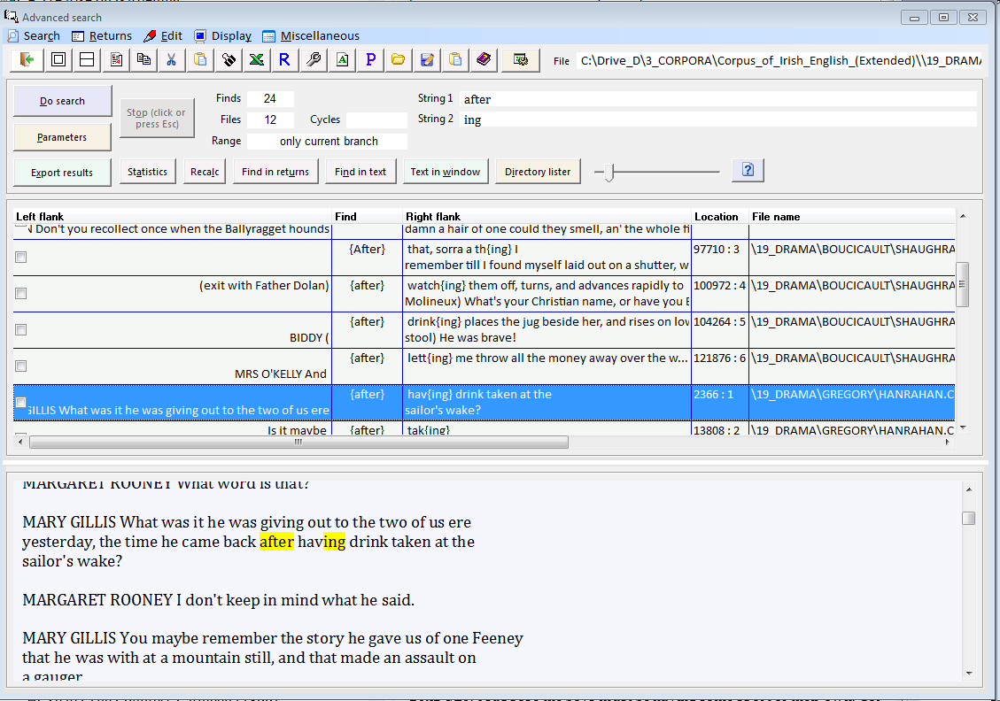 Advanced search
Search Returns Edit Display Miscellaneous
R A P File C:\Drive_D\3_CORPORA\Corpus_of_Irish_English_(Extended)\\19_DRAMA
Do search
Stop (click or press Esc)
Parameters
Export results
Finds 24
Files 12 Cycles
Range only current branch
String 1 after
String 2 ing
Statistics Recalc Find in returns Find in text Text in window Directory lister ?
Left flank Find Right flank Location File name
Don't you recollect once when the Ballyragget hounds damn a hair of one could they smell, an' the whole
{After} that, sorra a th{ing} I 97710 : 3 \19_DRAMA\BOUCICAULT\SHAUGHRA
remember till I found myself laid out on a shutter, w
(exit with Father Dolan) {after} watch{ing} them off, turns, and advances rapidly to 100972 : 4 \19_DRAMA\BOUCICAULT\SHAUGHRA
Molineux) What's your Christian name, or have you
{after} drink{ing} places the jug beside her, and rises on lov 104264 : 5 \19_DRAMA\BOUCICAULT\SHAUGHRA
BIDDY ( stool) He was brave!
{after} lett{ing} me throw all the money away over the w... 121876 : 6 \19_DRAMA\BOUCICAULT\SHAUGHRA
MRS O'KELLY And
{after} hav{ing} drink taken at the 2366 : 1 \19_DRAMA\GREGORY\HANRAHAN.C
GILLIS What was it he was giving out to the two of us ere sailor's wake?
Is it maybe {after} tak{ing} 13808 : 2 \19_DRAMA\GREGORY\HANRAHAN.C
MARGARET ROONEY What word is that?
MARY GILLIS What was it he was giving out to the two of us ere
yesterday, the time he came back after having drink taken at the
sailor's wake?
MARGARET ROONEY I don't keep in mind what he said.
MARY GILLIS You maybe remember the story he gave us of one Feeney
that he was with at a mountain still, and that made an assault on
a gauger